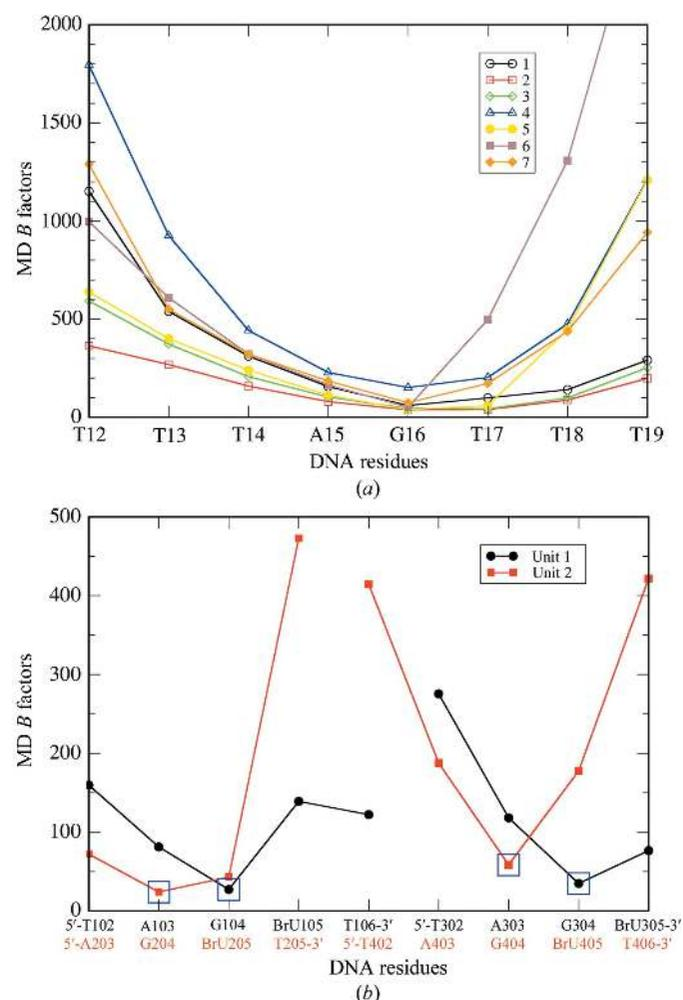 2000
1500
1000
500
0
MD B factors
1
2
3
4
5
6
7
T12 T13 T14 A15 G16 T17 T18 T19
DNA residues
(a)
500
400
300
200
100
0
MD B factors
Unit 1
Unit 2
5′-T102 A103 G104 BrU105 T106-3′ 5′-T302 A303 G304 BrU305-3′
5′-A203 G204 BrU205 T205-3′ 5′-T402 A403 G404 BrU405 T406-3′
DNA residues
(b)